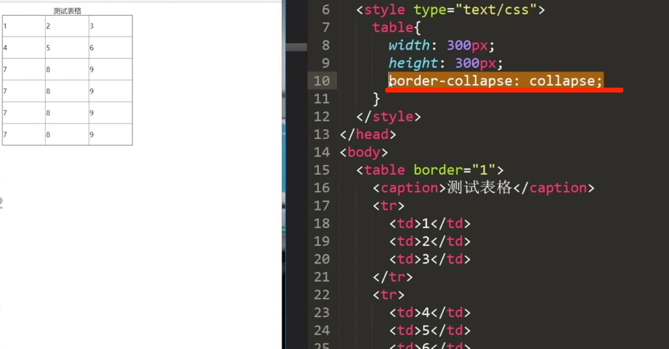 测试表格
1 2 3
4 5 6
7 8 9
7 8 9
7 8 9
7 8 9
6 <style type="text/css">
7 table{
8 width: 300px;
9 height: 300px;
10 border-collapse: collapse;
11 }
12 </style>
13 </head>
14 <body>
15 <table border="1">
16 <caption>测试表格</caption>
17 <tr>
18 <td>1</td>
19 <td>2</td>
20 <td>3</td>
21 </tr>
22 <tr>
23 <td>4</td>
24 <td>5</td>
25 <td>6</td>